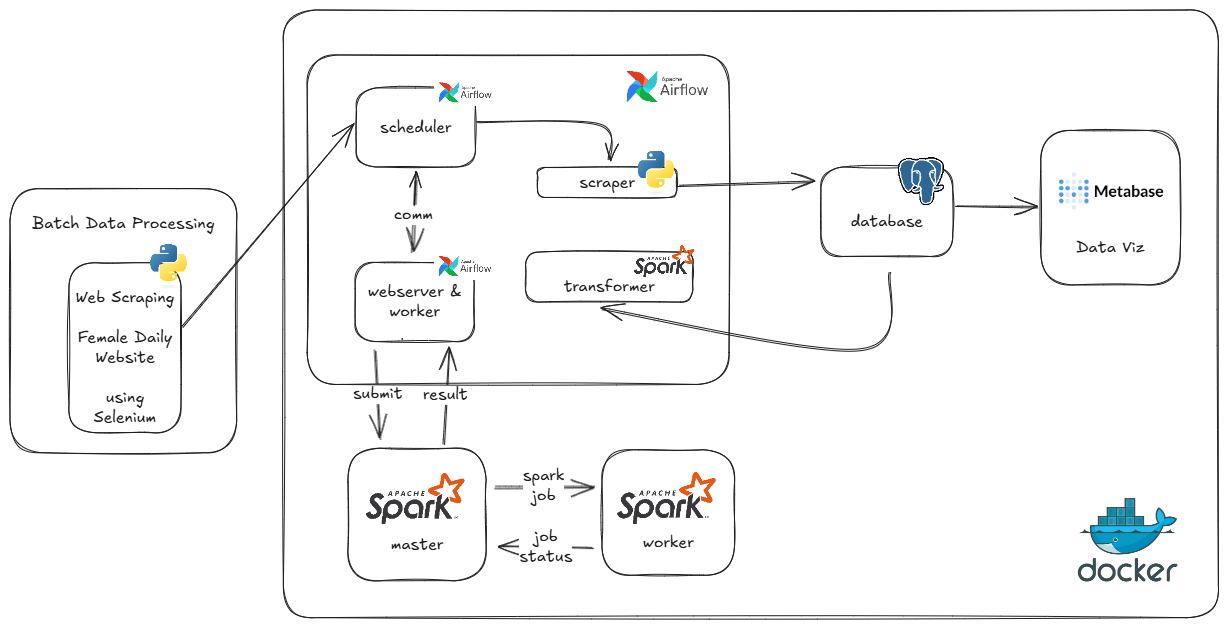 Batch Data Processing
Web Scraping
Female Daily
Website
using
Selenium
Apache
Airflow
scheduler
Apache
Airflow
scraper
comm
Apache
Airflow
webserver &
worker
APACHE
Spark
transformer
submit
result
APACHE
Spark
master
spark
job
job
status
APACHE
Spark
worker
database
Metabase
Data Viz
docker